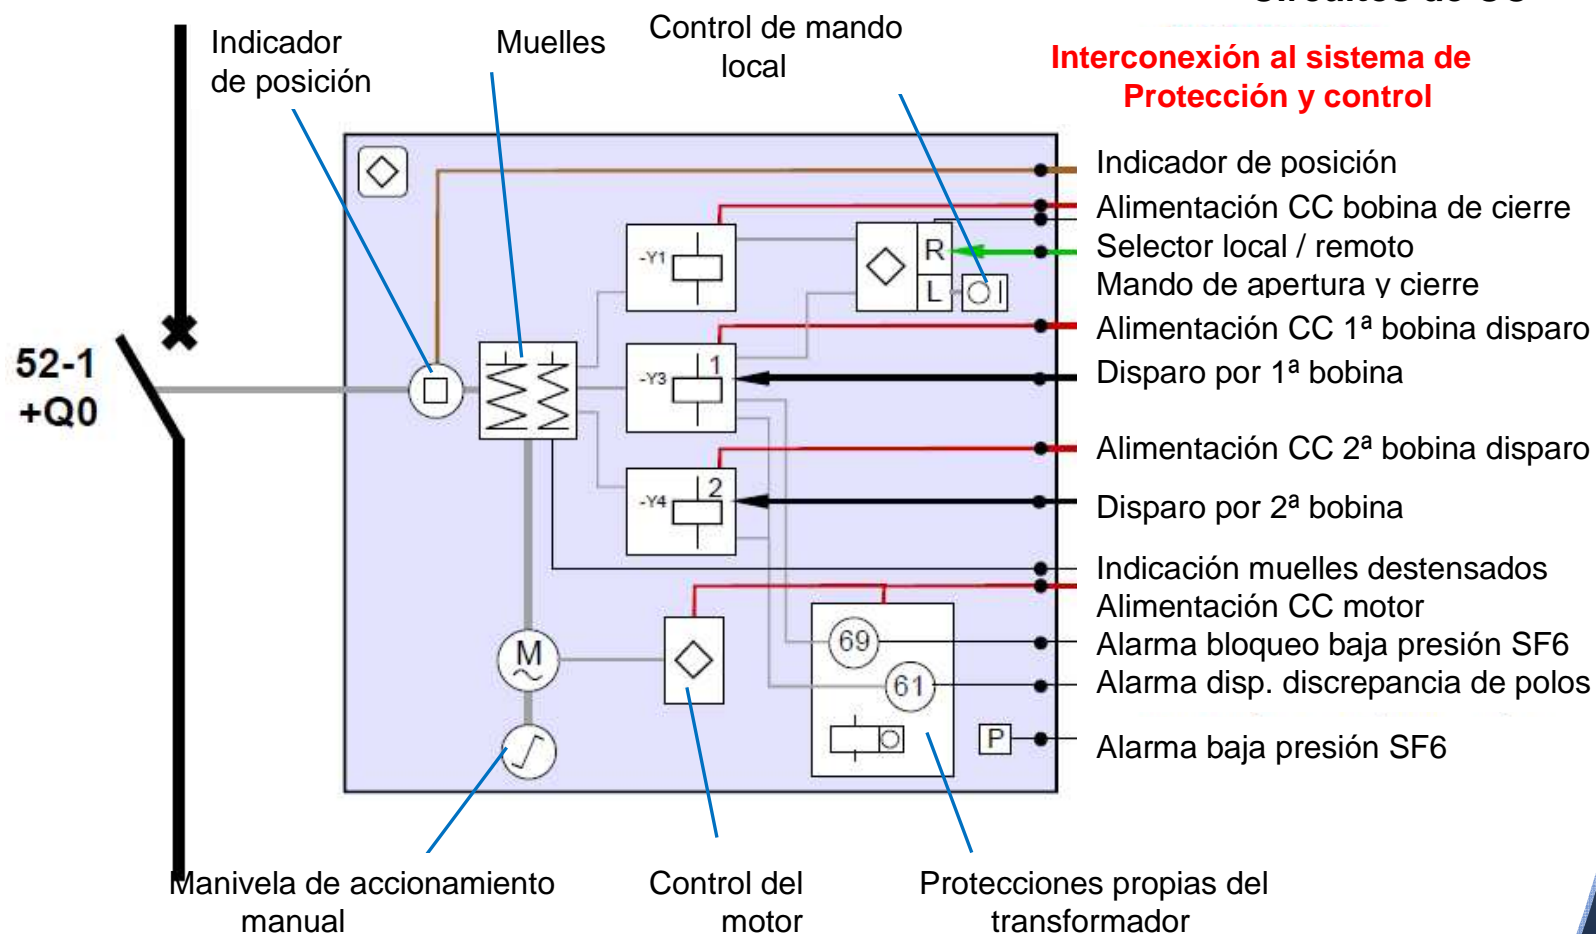 Indicador
de posición
Muelles
Control de mando
local
Interconexión al sistema de
Protección y control
Indicador de posición
Alimentación CC bobina de cierre
Selector local / remoto
Mando de apertura y cierre
Alimentación CC 1ª bobina disparo
Disparo por 1ª bobina
Alimentación CC 2ª bobina disparo
Disparo por 2ª bobina
Indicación muelles destensados
Alimentación CC motor
Alarma bloqueo baja presión SF6
Alarma disp. discrepancia de polos
Alarma baja presión SF6
52-1
+Q0
-Y1
R
L
I
-Y3
1
-Y4
2
M
69
61
P
Manivela de accionamiento
manual
Control del
motor
Protecciones propias del
transformador